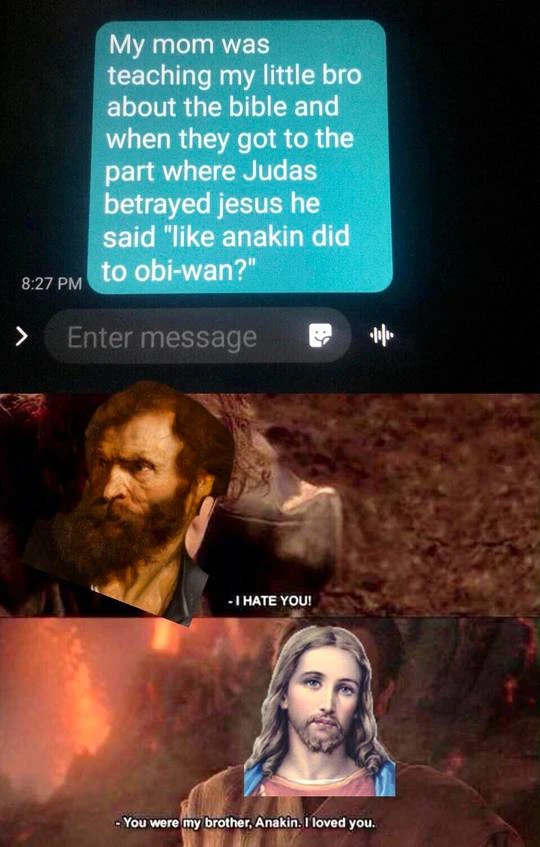 My mom was
teaching my little bro
about the bible and
when they got to the
part where Judas
betrayed jesus he
said "like anakin did
to obi-wan?"
8:27 PM
Enter message
- I HATE YOU!
- You were my brother, Anakin. I loved you.